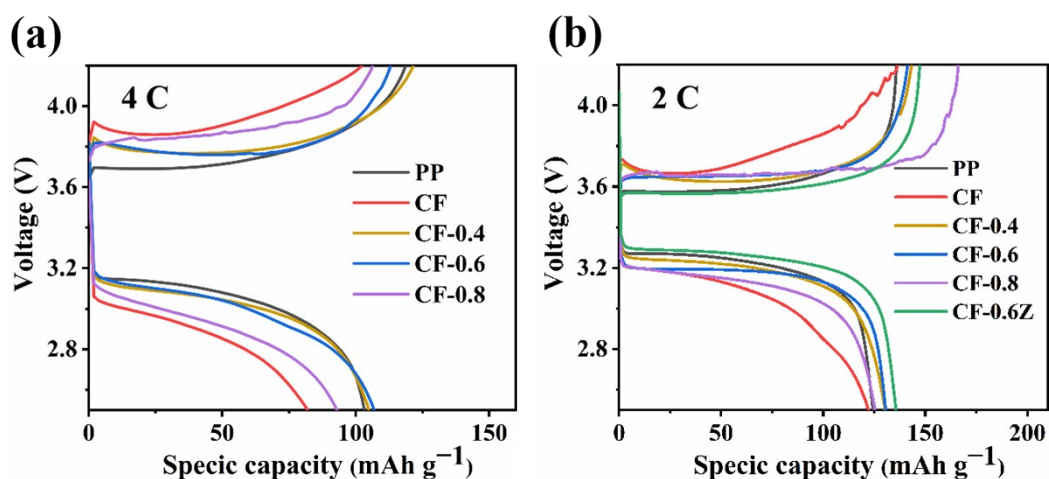 (a)
4 C
Voltage (V)
4.0
3.6
3.2
2.8
PP
CF
CF-0.4
CF-0.6
CF-0.8
0
50
100
150
Specic capacity (mAh g⁻¹)
(b)
2 C
Voltage (V)
4.0
3.6
3.2
2.8
PP
CF
CF-0.4
CF-0.6
CF-0.8
CF-0.6Z
0
50
100
150
200
Specic capacity (mAh g⁻¹)